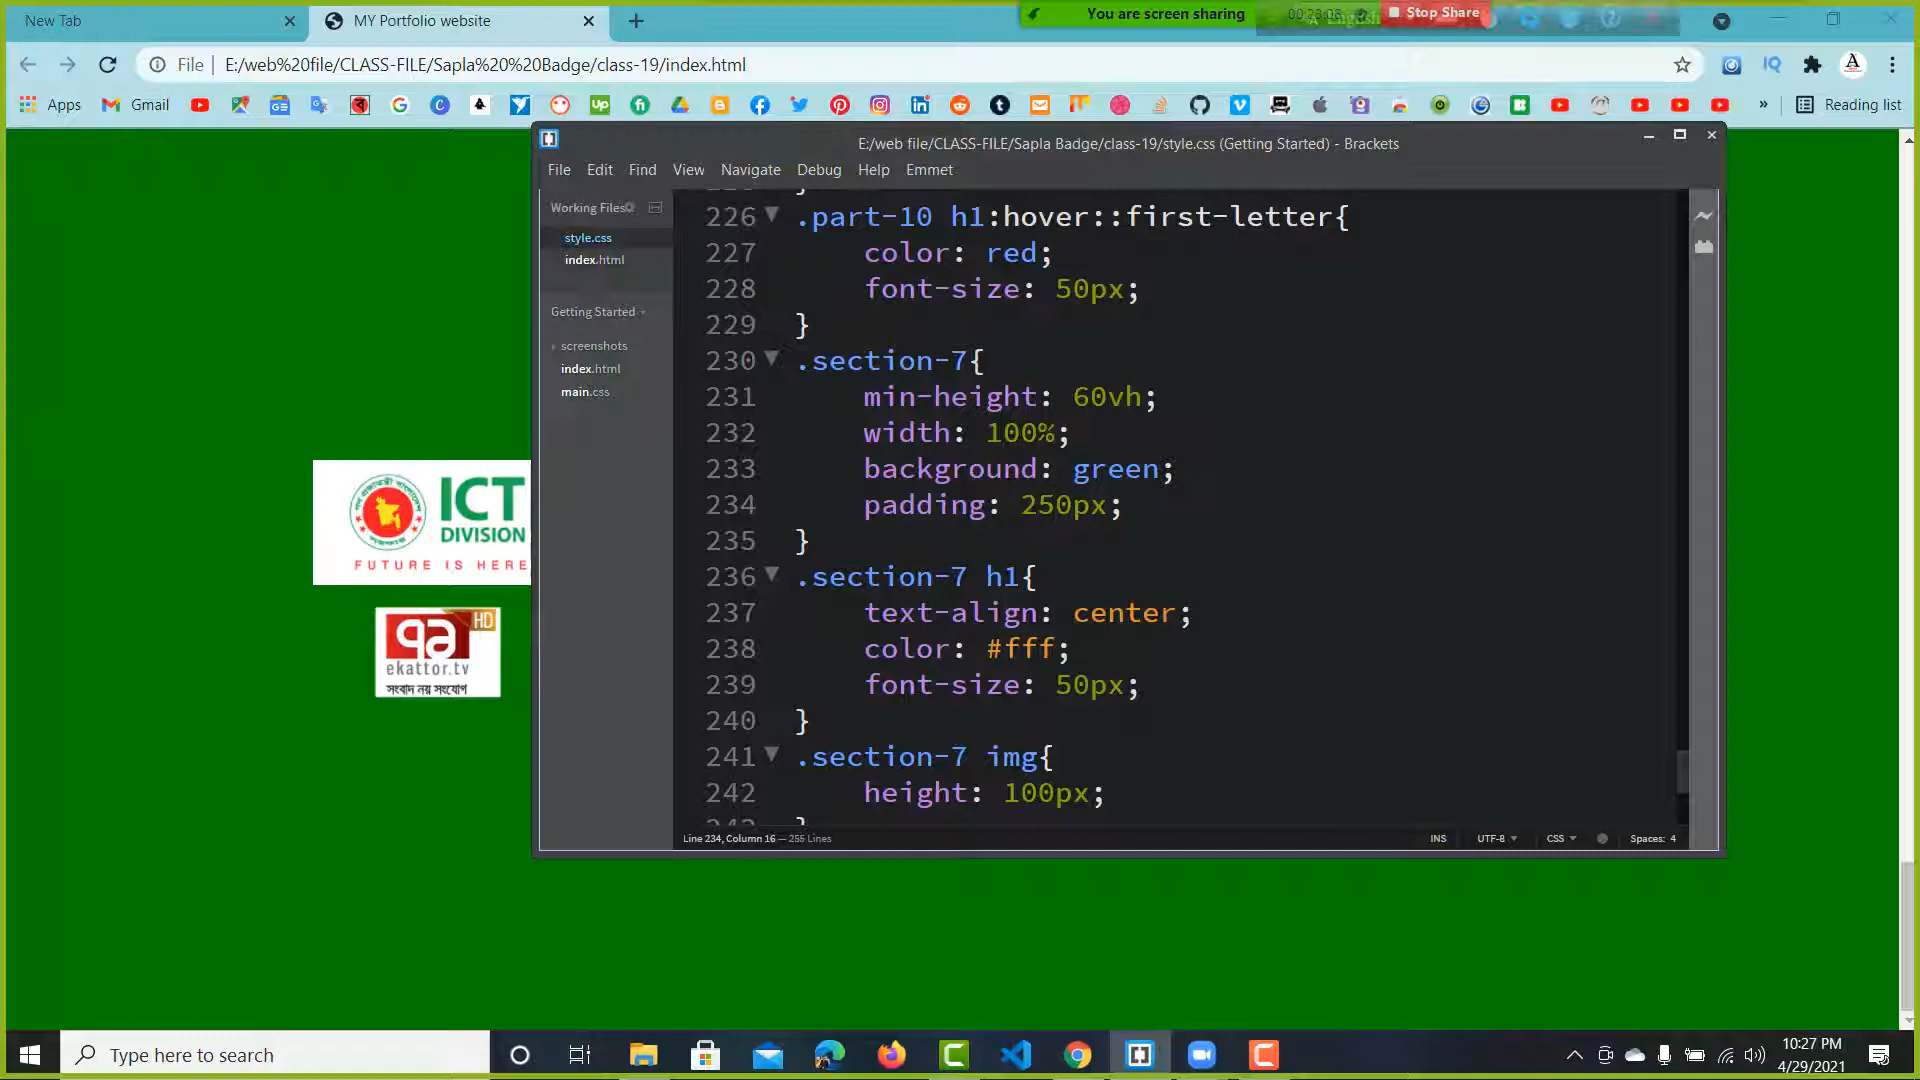 New Tab
MY Portfolio website
You are screen sharing
00:23:08
English
Stop Share
File
E:/web%20file/CLASS-FILE/Sapla%20%20Badge/class-19/index.html
Apps
Gmail
Reading list
E:/web file/CLASS-FILE/Sapla Badge/class-19/style.css (Getting Started) - Brackets
File Edit Find View Navigate Debug Help Emmet
Working Files
style.css
index.html
Getting Started
screenshots
index.html
main.css
226 .part-10 h1:hover::first-letter{
227 color: red;
228 font-size: 50px;
229 }
230 .section-7{
231 min-height: 60vh;
232 width: 100%;
233 background: green;
234 padding: 250px;
235 }
236 .section-7 h1{
237 text-align: center;
238 color: #fff;
239 font-size: 50px;
240 }
241 .section-7 img{
242 height: 100px;
Line 234, Column 16 — 255 Lines
INS
UTF-8
CSS
Spaces: 4
ICT
DIVISION
FUTURE IS HERE
HD
ekattor.tv
সংবাদ নয় সংযোগ
Type here to search
10:27 PM
4/29/2021